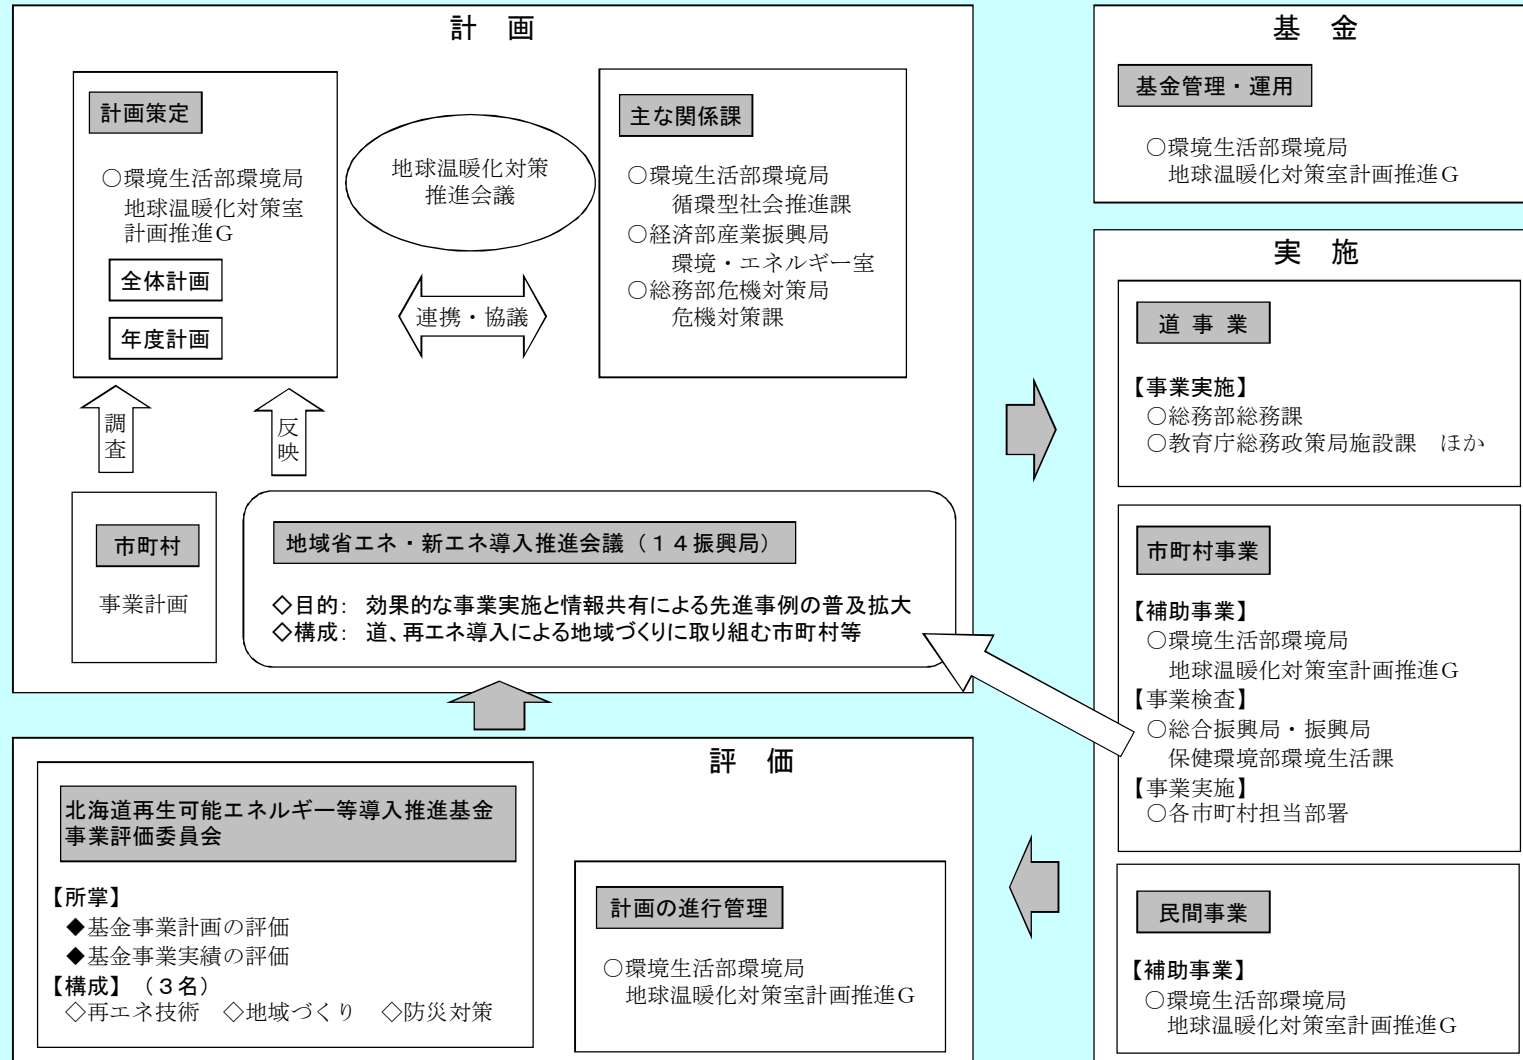 計　画
計画策定
○環境生活部環境局
地球温暖化対策室
計画推進G
全体計画
年度計画
地球温暖化対策
推進会議
連携・協議
主な関係課
○環境生活部環境局
循環型社会推進課
○経済部産業振興局
環境・エネルギー室
○総務部危機対策局
危機対策課
調査
反映
市町村
事業計画
地域省エネ・新エネ導入推進会議（１４振興局）
◇目的：　効果的な事業実施と情報共有による先進事例の普及拡大
◇構成：　道、再エネ導入による地域づくりに取り組む市町村等
基　金
基金管理・運用
○環境生活部環境局
地球温暖化対策室計画推進G
実　施
道　事　業
【事業実施】
○総務部総務課
○教育庁総務政策局施設課　ほか
市町村事業
【補助事業】
○環境生活部環境局
地球温暖化対策室計画推進G
【事業検査】
○総合振興局・振興局
保健環境部環境生活課
【事業実施】
○各市町村担当部署
民間事業
【補助事業】
○環境生活部環境局
地球温暖化対策室計画推進G
評　価
北海道再生可能エネルギー等導入推進基金
事業評価委員会
【所掌】
◆基金事業計画の評価
◆基金事業実績の評価
【構成】（３名）
◇再エネ技術　◇地域づくり　◇防災対策
計画の進行管理
○環境生活部環境局
地球温暖化対策室計画推進G